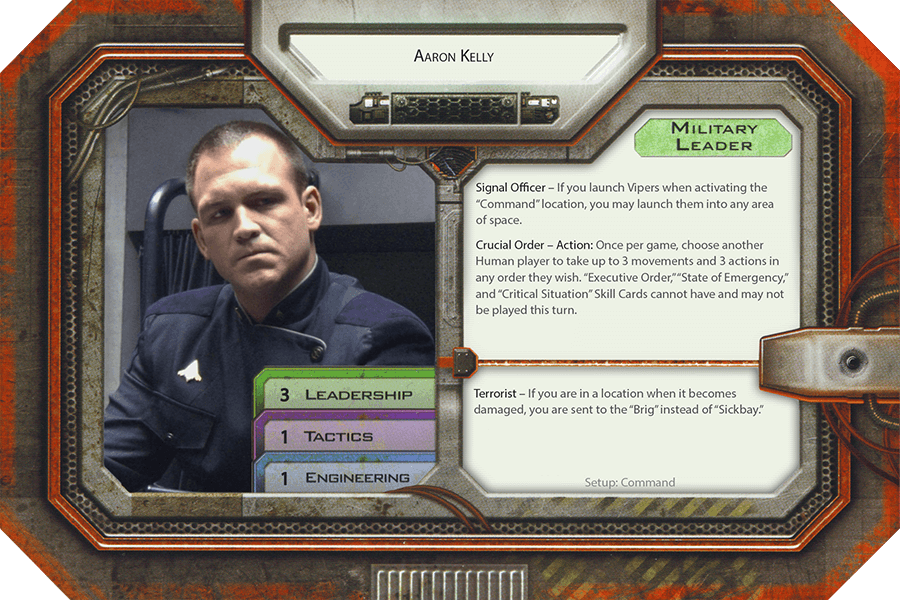 Aaron Kelly
Military
Leader
Signal Officer – If you launch Vipers when activating the
“Command” location, you may launch them into any area
of space.
Crucial Order – Action: Once per game, choose another
Human player to take up to 3 movements and 3 actions in
any order they wish. “Executive Order,” “State of Emergency,”
and “Critical Situation” Skill Cards cannot have and may not
be played this turn.
3 Leadership
1 Tactics
1 Engineering
Terrorist – If you are in a location when it becomes
damaged, you are sent to the “Brig” instead of “Sickbay.”
Setup: Command